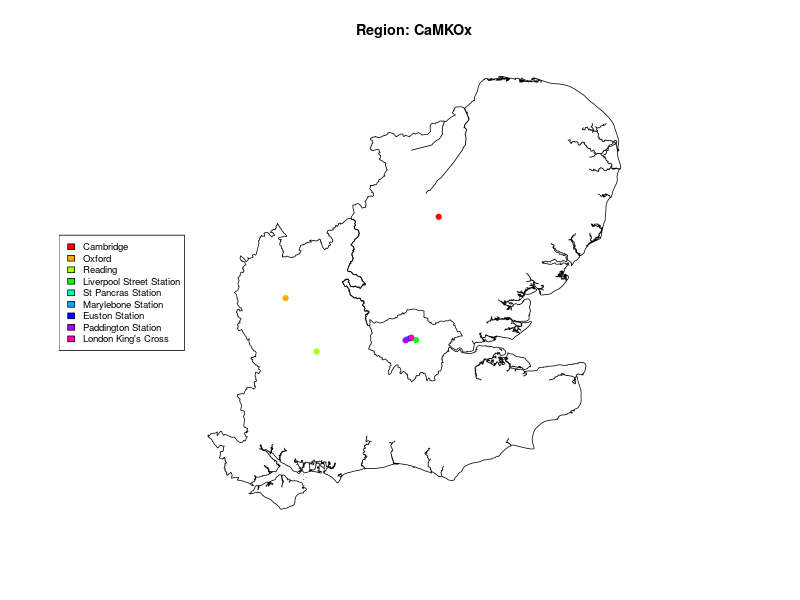 Region: CaMKOx
Cambridge
Oxford
Reading
Liverpool Street Station
St Pancras Station
Marylebone Station
Euston Station
Paddington Station
London King's Cross